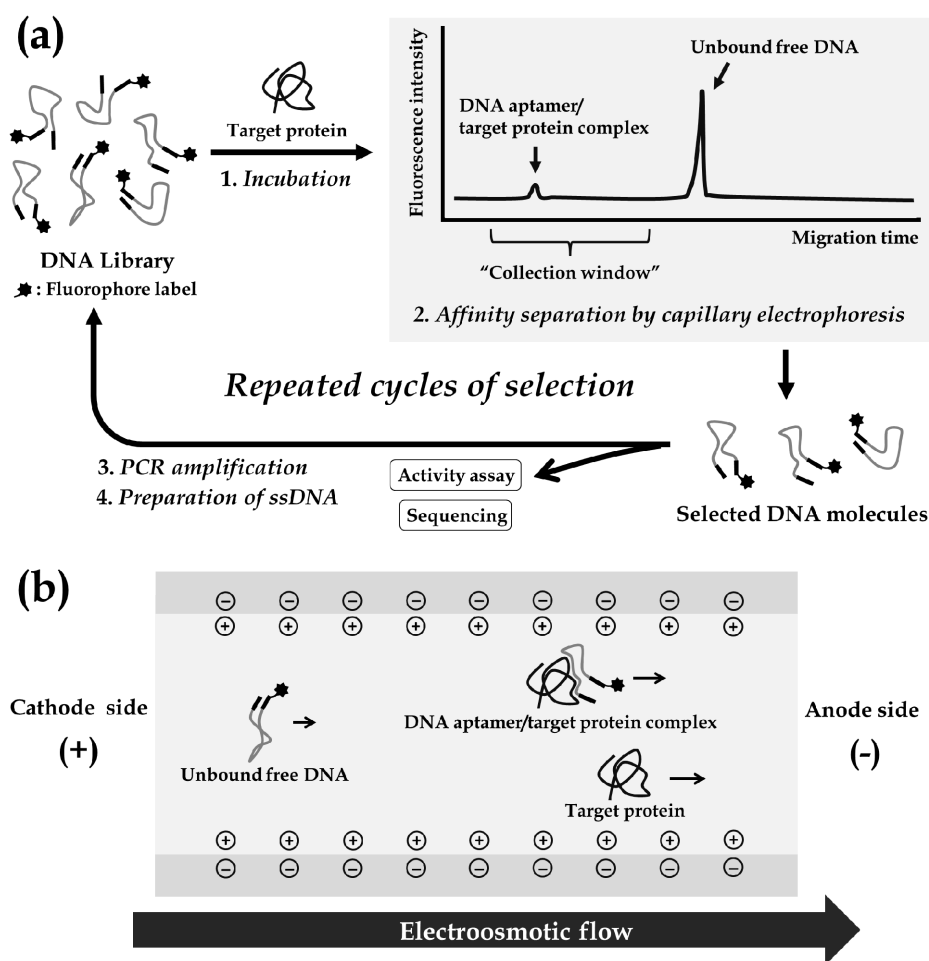 (a)
Target protein
1. Incubation
DNA Library
: Fluorophore label
Fluorescence intensity
Unbound free DNA
DNA aptamer/
target protein complex
Migration time
“Collection window”
2. Affinity separation by capillary electrophoresis
Repeated cycles of selection
3. PCR amplification
4. Preparation of ssDNA
Activity assay
Sequencing
Selected DNA molecules
(b)
− − − − − − − − −
+ + + + + + + + +
Cathode side
(+)
Unbound free DNA
DNA aptamer/target protein complex
Target protein
Anode side
(-)
+ + + + + + + + +
− − − − − − − − −
Electroosmotic flow